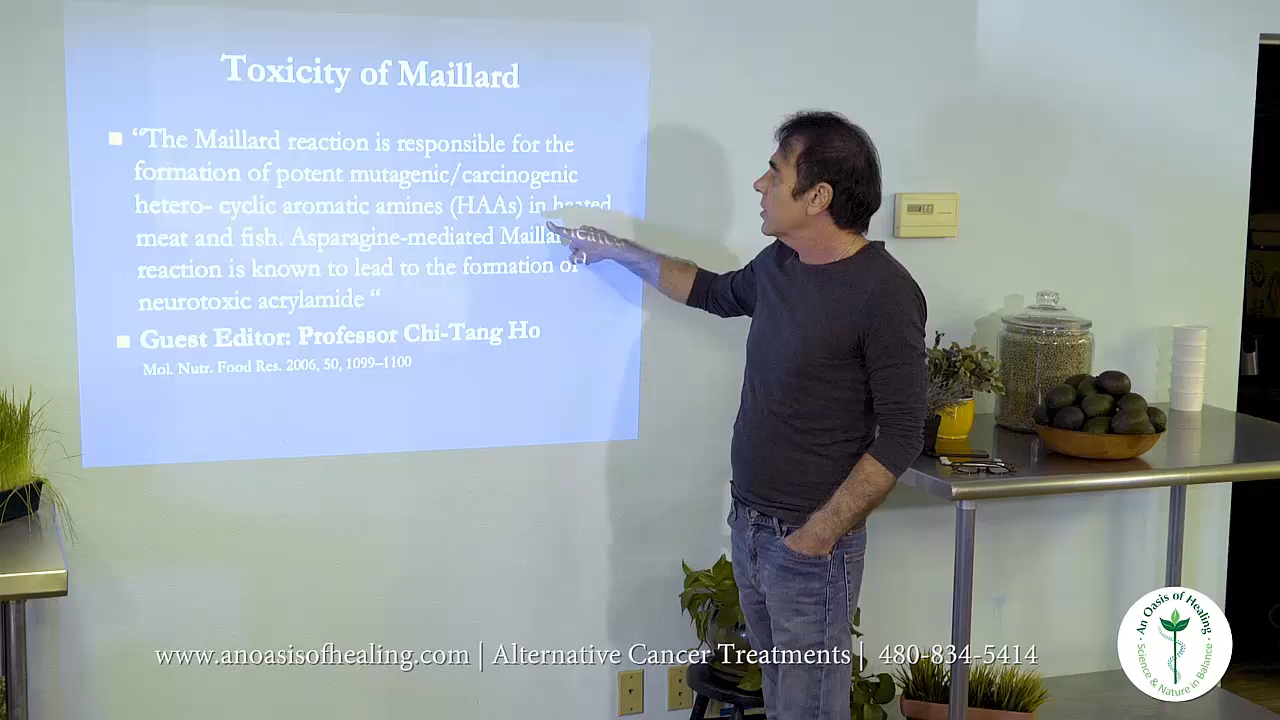 Toxicity of Maillard
“The Maillard reaction is responsible for the
formation of potent mutagenic/carcinogenic
hetero- cyclic aromatic amines (HAAs) in heated
meat and fish. Asparagine-mediated
reaction is known to lead to the formation of
neurotoxic acrylamide “
Guest Editor: Professor Chi-Tang Ho
Mol. Nutr. Food Res. 2006, 50, 1099–1100
An Oasis of Healing
Science & Nature in Balance
www.anoasisofhealing.com | Alternative Cancer Treatments | 480-834-5414